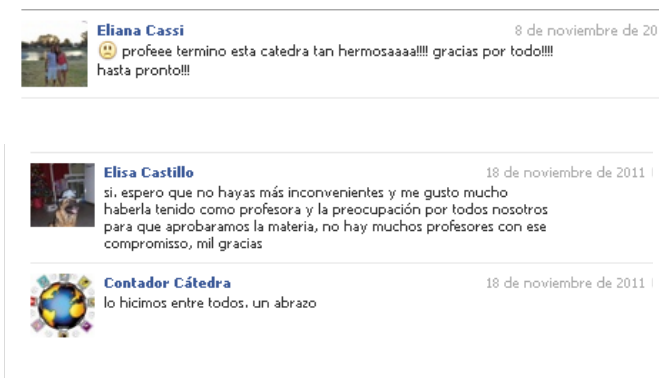 Eliana Cassi
8 de noviembre de 20
profeee termino esta catedra tan hermosaaaa!!!! gracias por todo!!!!
hasta pronto!!!
Elisa Castillo
18 de noviembre de 2011
si. espero que no hayas más inconvenientes y me gusto mucho
haberla tenido como profesora y la preocupación por todos nosotros
para que aprobaramos la materia, no hay muchos profesores con ese
compromisso, mil gracias
Contador Cátedra
18 de noviembre de 2011
lo hicimos entre todos. un abrazo